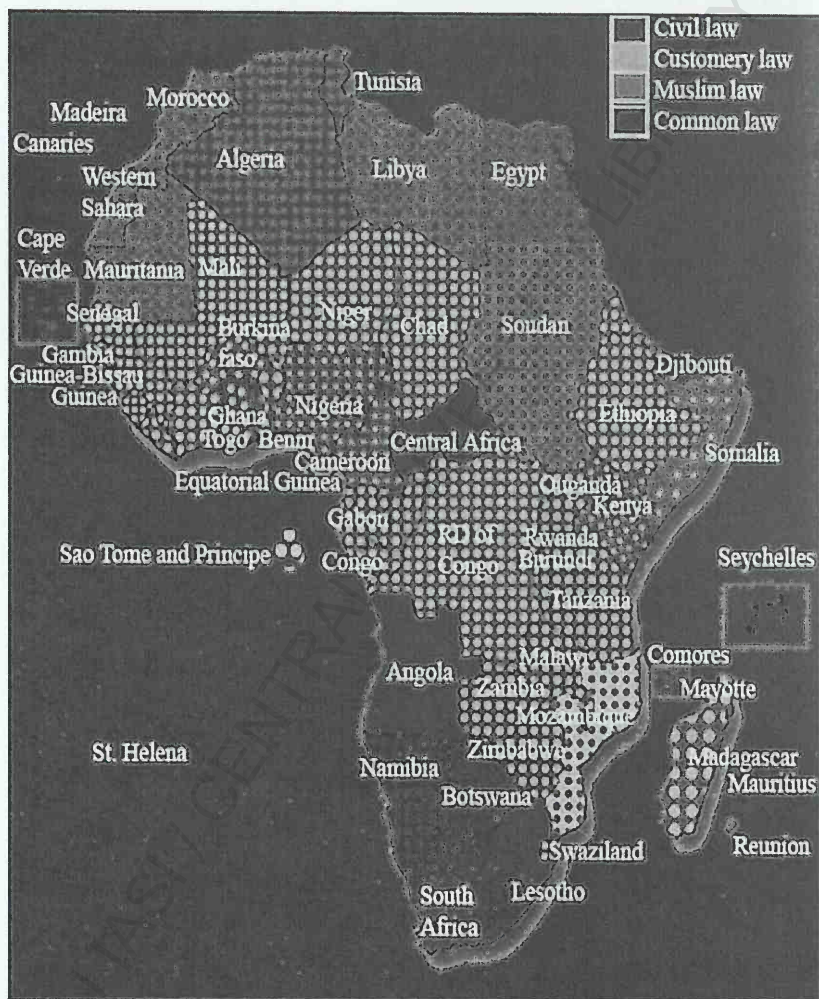 Civil law
Customery law
Muslim law
Common law
Tunisia
Morocco
Madeira
Canaries
Algeria
Libya
Egypt
Western
Sahara
Cape
Verde
Mauritania
Mali
Niger
Chad
Soudan
Senegal
Burkina
faso
Gambia
Guinea-Bissau
Guinea
Djibouti
Nigeria
Ghana
Togo Benin
Ethuopia
Central Africa
Cameroon
Somalia
Equatorial Guinea
Ouganda
Kenya
Gabon
RD of
Congo
Rwanda
Burundi
Sao Tome and Principe
Congo
Seychelles
Tanzania
Malawi
Comores
Angola
Zambia
Mayotte
Mozambique
St. Helena
Zimbabwe
Madagascar
Namibia
Mauritius
Botswana
Swaziland
Reunion
South
Africa
Lesotho